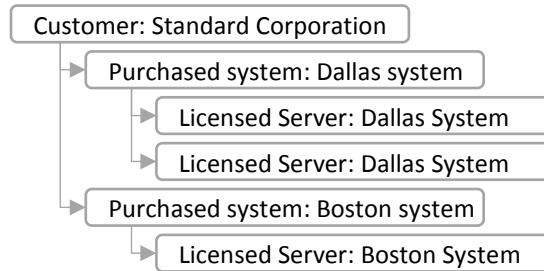 Customer: Standard Corporation
Purchased system: Dallas system
Licensed Server: Dallas System
Licensed Server: Dallas System
Purchased system: Boston system
Licensed Server: Boston System